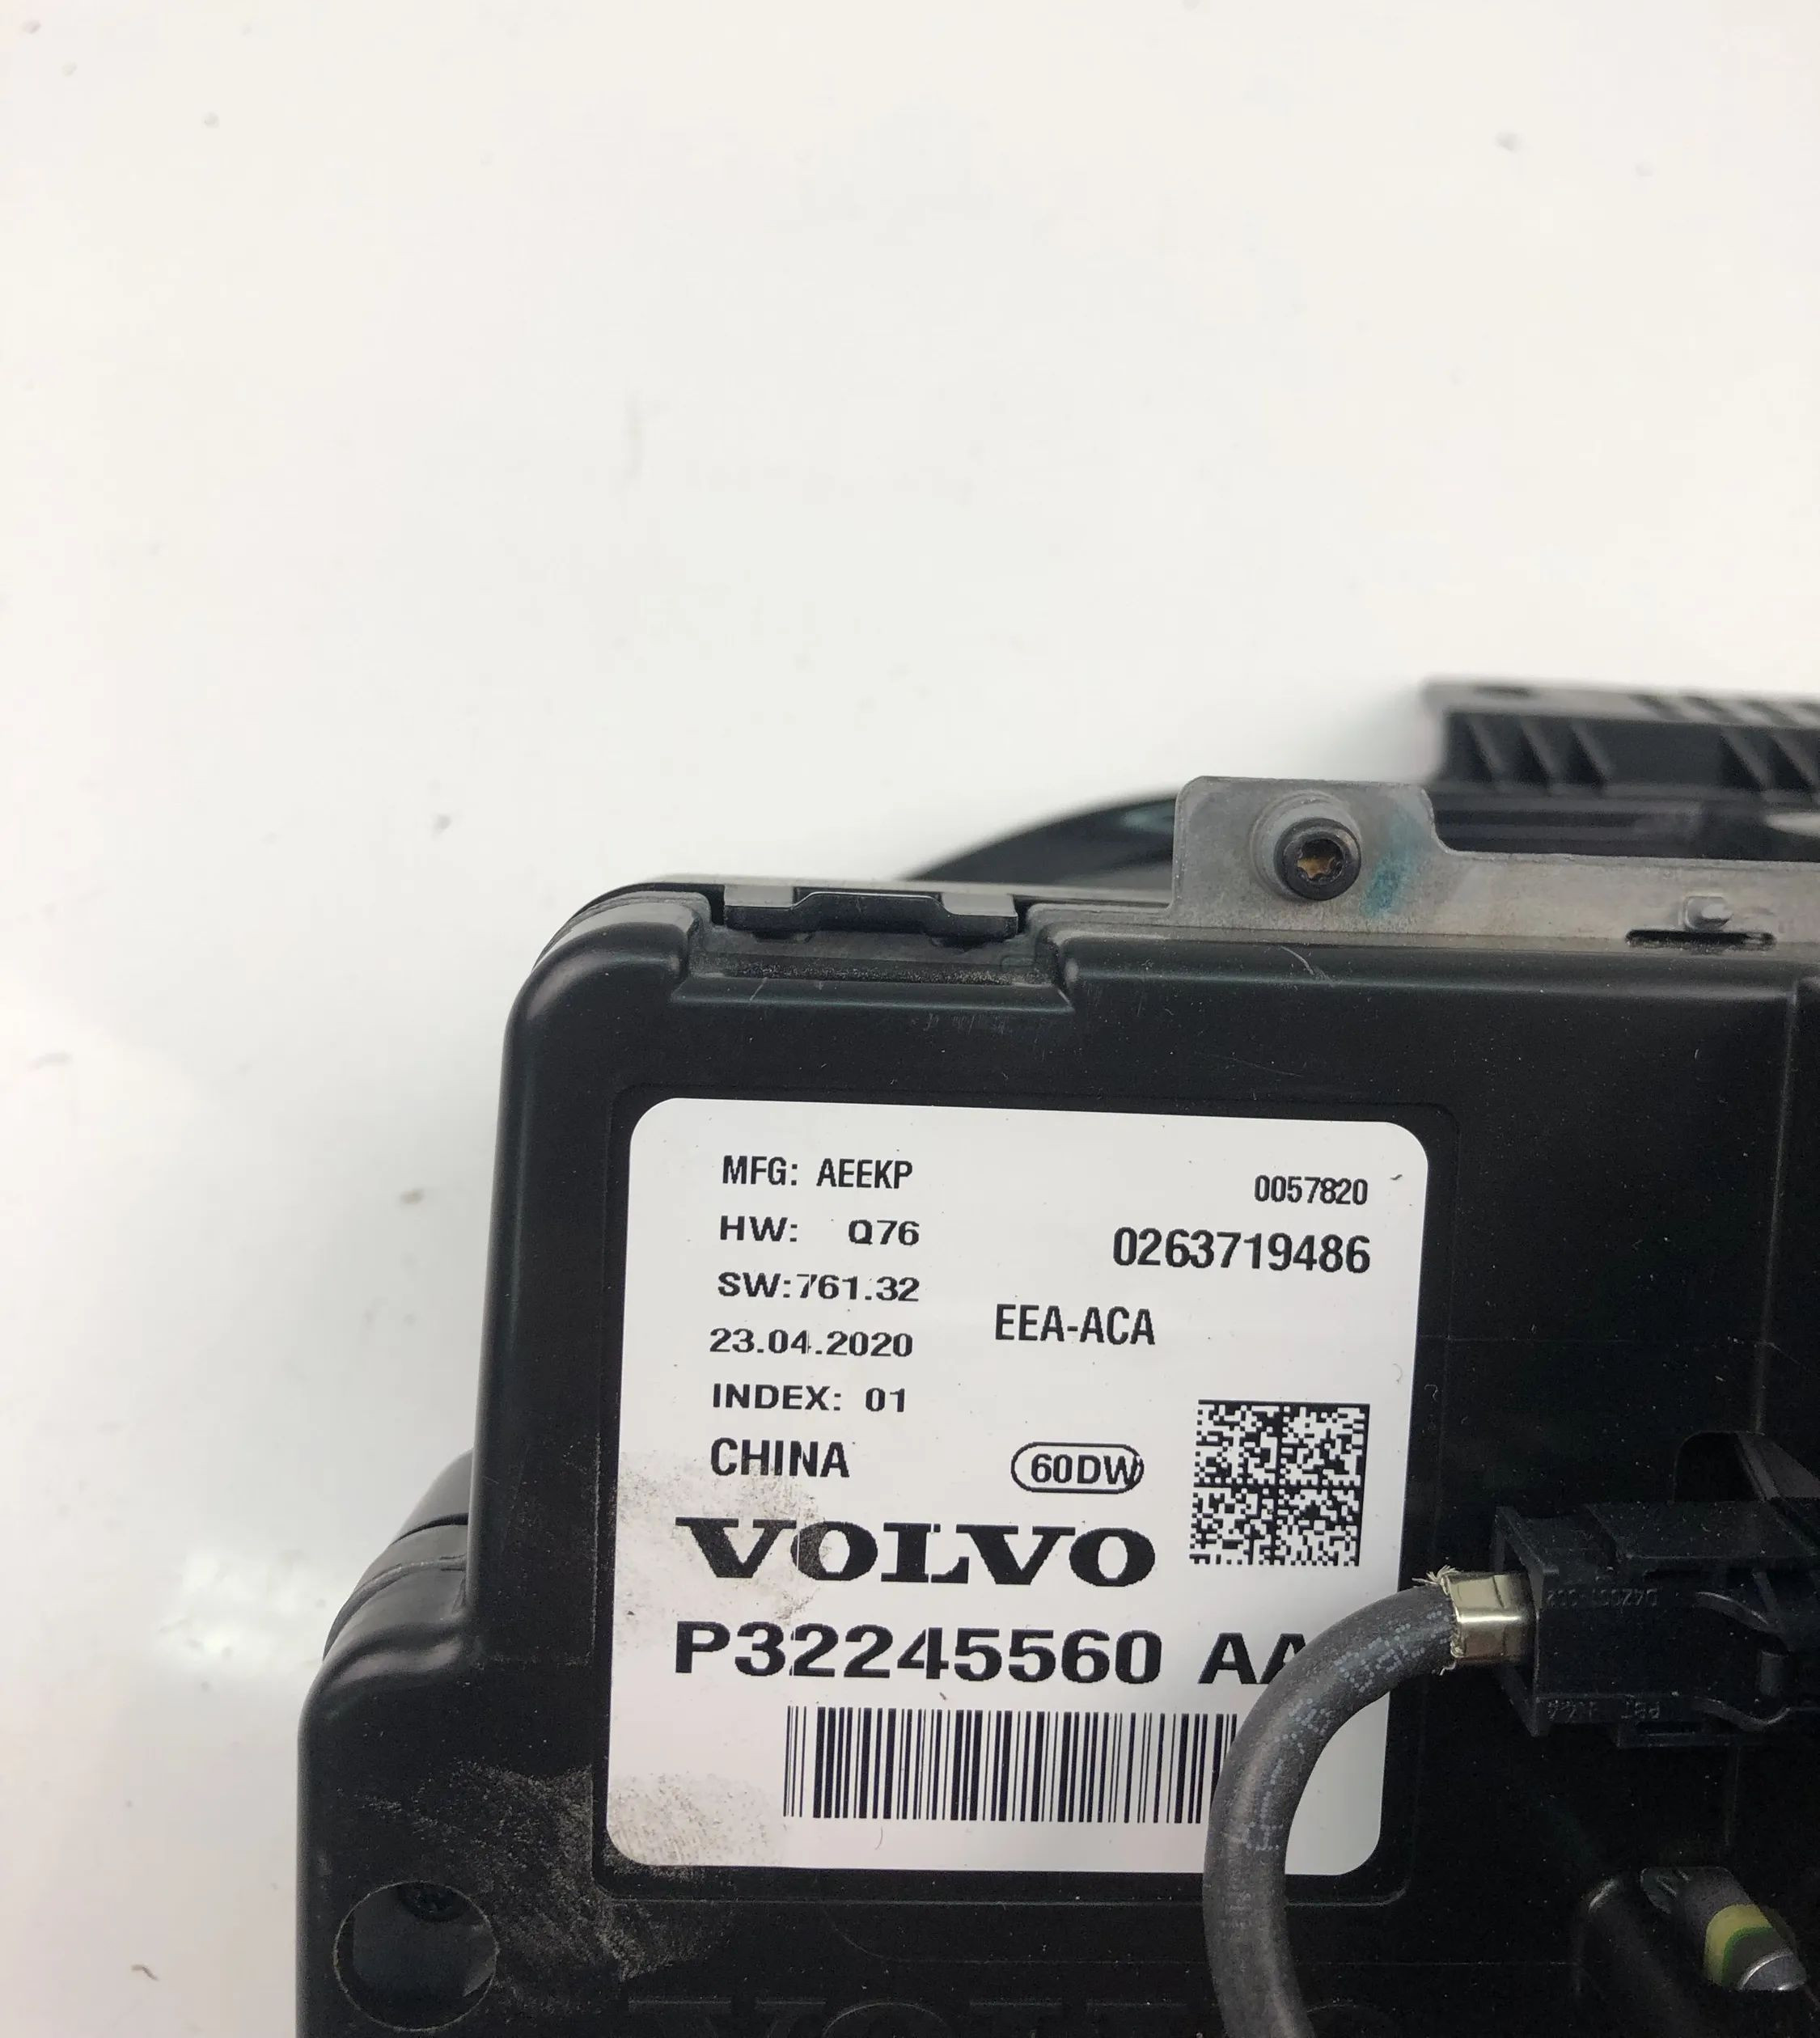 MFG: AEEKP
0057820
HW: Q76
0263719486
SW:761.32
EEA-ACA
23.04.2020
INDEX: 01
CHINA
60DW
VOLVO
P32245560 AA